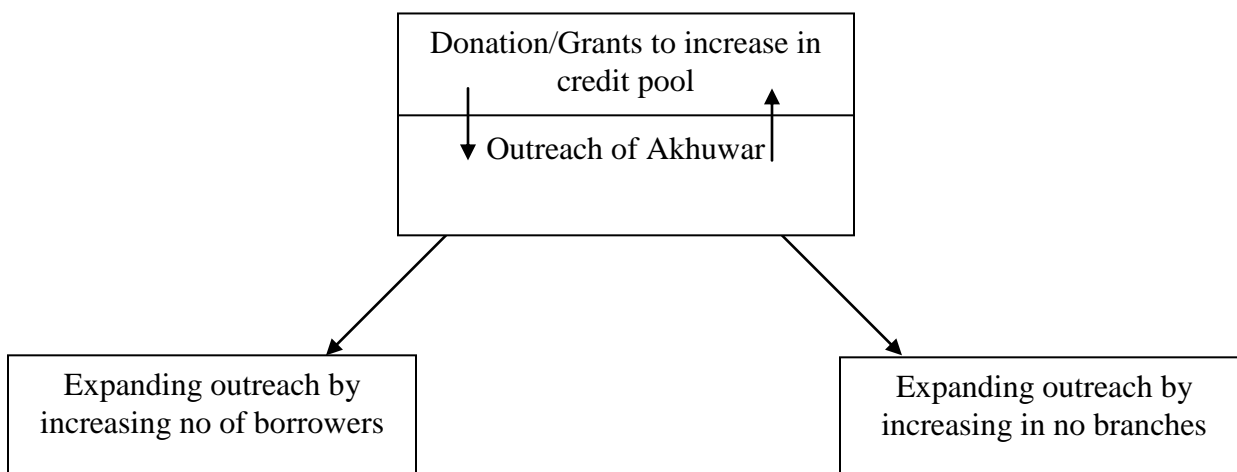 Donation/Grants to increase in
credit pool
Outreach of Akhuwar
Expanding outreach by
increasing no of borrowers
Expanding outreach by
increasing in no branches